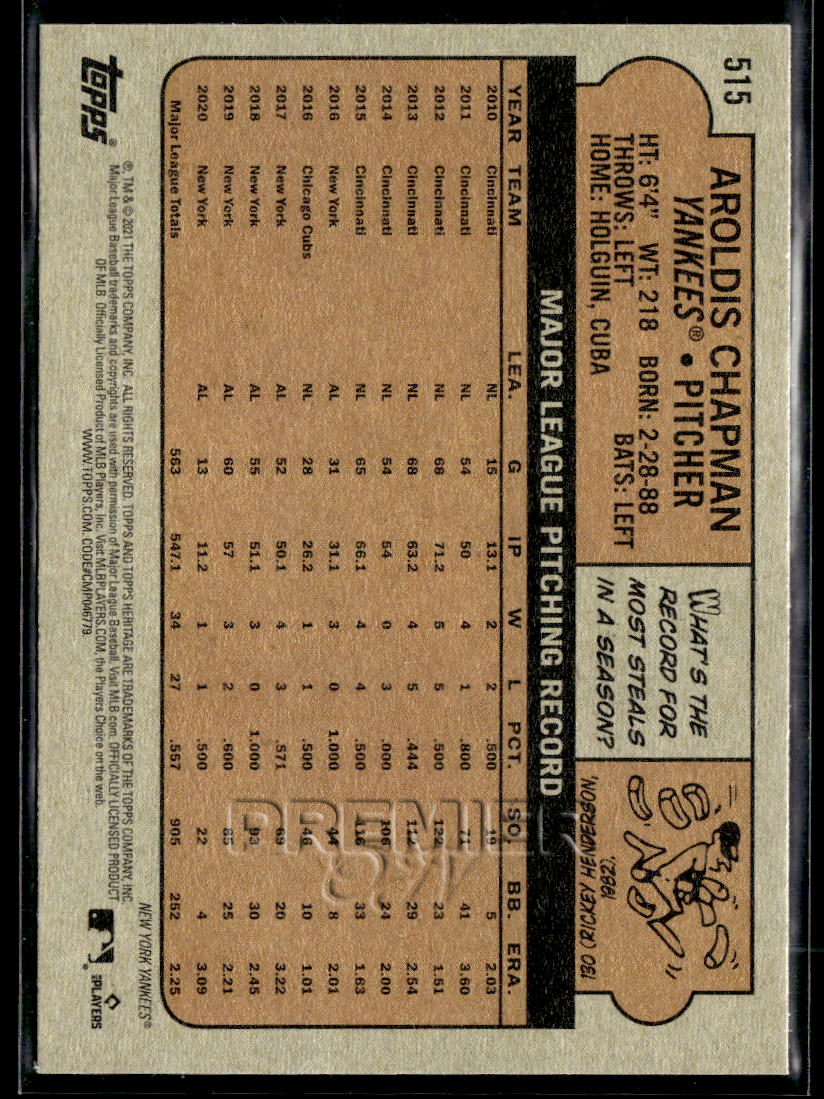 515
AROLDIS CHAPMAN
YANKEES® • PITCHER
HT: 6'4" WT: 218 BORN: 2-28-88
THROWS: LEFT BATS: LEFT
HOME: HOLGUIN, CUBA
WHAT'S THE
RECORD FOR
MOST STEALS
IN A SEASON?
130 (RICKEY HENDERSON,
1982).
MAJOR LEAGUE PITCHING RECORD
YEAR TEAM LEA. G IP W L PCT. SO. BB. ERA.
2010 Cincinnati NL 15 13.1 2 2 .500 19 5 2.03
2011 Cincinnati NL 54 50 4 1 .800 71 41 3.60
2012 Cincinnati NL 68 71.2 5 5 .500 122 23 1.51
2013 Cincinnati NL 68 63.2 4 5 .444 112 29 2.54
2014 Cincinnati NL 54 54 0 3 .000 106 24 2.00
2015 Cincinnati NL 65 66.1 4 4 .500 116 33 1.63
2016 New York AL 31 31.1 3 0 1.000 44 8 2.01
2016 Chicago Cubs NL 28 26.2 1 1 .500 46 10 1.01
2017 New York AL 52 50.1 4 3 .571 69 20 3.22
2018 New York AL 55 51.1 3 0 1.000 93 30 2.45
2019 New York AL 60 57 3 2 .600 85 25 2.21
2020 New York AL 13 11.2 1 1 .500 22 4 3.09
Major League Totals 563 547.1 34 27 .557 905 252 2.25
PREMIER
NEW YORK YANKEES®
Topps®
®, TM & © 2021 THE TOPPS COMPANY, INC. ALL RIGHTS RESERVED. TOPPS AND TOPPS HERITAGE ARE TRADEMARKS OF THE TOPPS COMPANY, INC.
Major League Baseball trademarks and copyrights are used with permission of Major League Baseball. Visit MLB.com. OFFICIALLY LICENSED PRODUCT
OF MLB Officially Licensed Product of MLB Players, Inc. Visit MLBPLAYERS.COM, the Players Choice on the web.
WWW.TOPPS.COM. CODE#CMP046779.
MLB PLAYERS